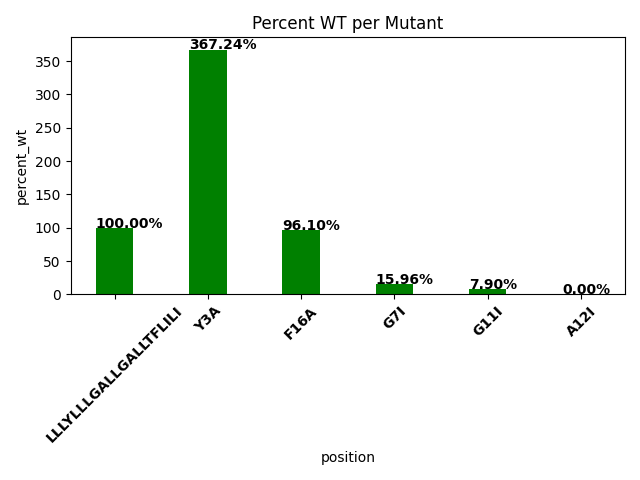 Percent WT per Mutant
percent_wt
350
300
250
200
150
100
50
0
100.00%
367.24%
96.10%
15.96%
7.90%
0.00%
LLLYLLLGALLGALLTFLILI
Y3A
F16A
G7I
G11I
A12I
position